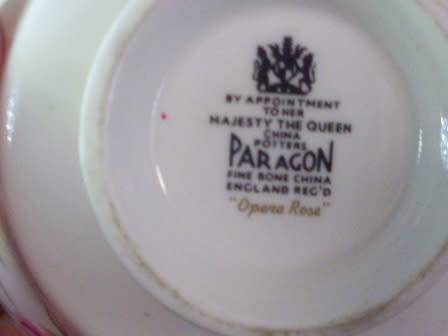 BY APPOINTMENT
TO HER
MAJESTY THE QUEEN
CHINA
POTTERS
PARAGON
FINE BONE CHINA
ENGLAND REG'D
"Opera Rose"